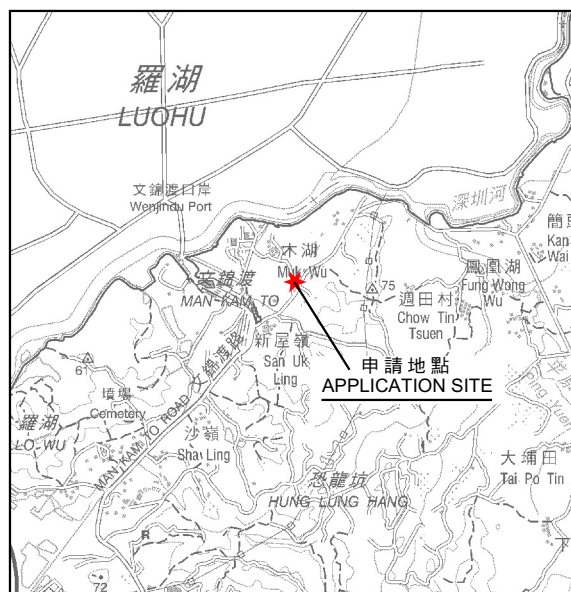 羅湖
LUOHU
文錦渡口岸
Wenjindu Port
深圳河
木湖
Muk Wu
文錦渡
MAN KAM TO
75
鳳凰湖
Fung Wong
Wu
週田村
Chow Tin
Tsuen
新屋嶺
San Uk
Ling
申請地點
APPLICATION SITE
61
墳場
Cemetery
羅湖
LO WU
MAN KAM TO ROAD 文錦渡路
沙嶺
Sha Ling
恐龍坑
HUNG LUNG HANG
大埔田
Tai Po Tin
R
72
下